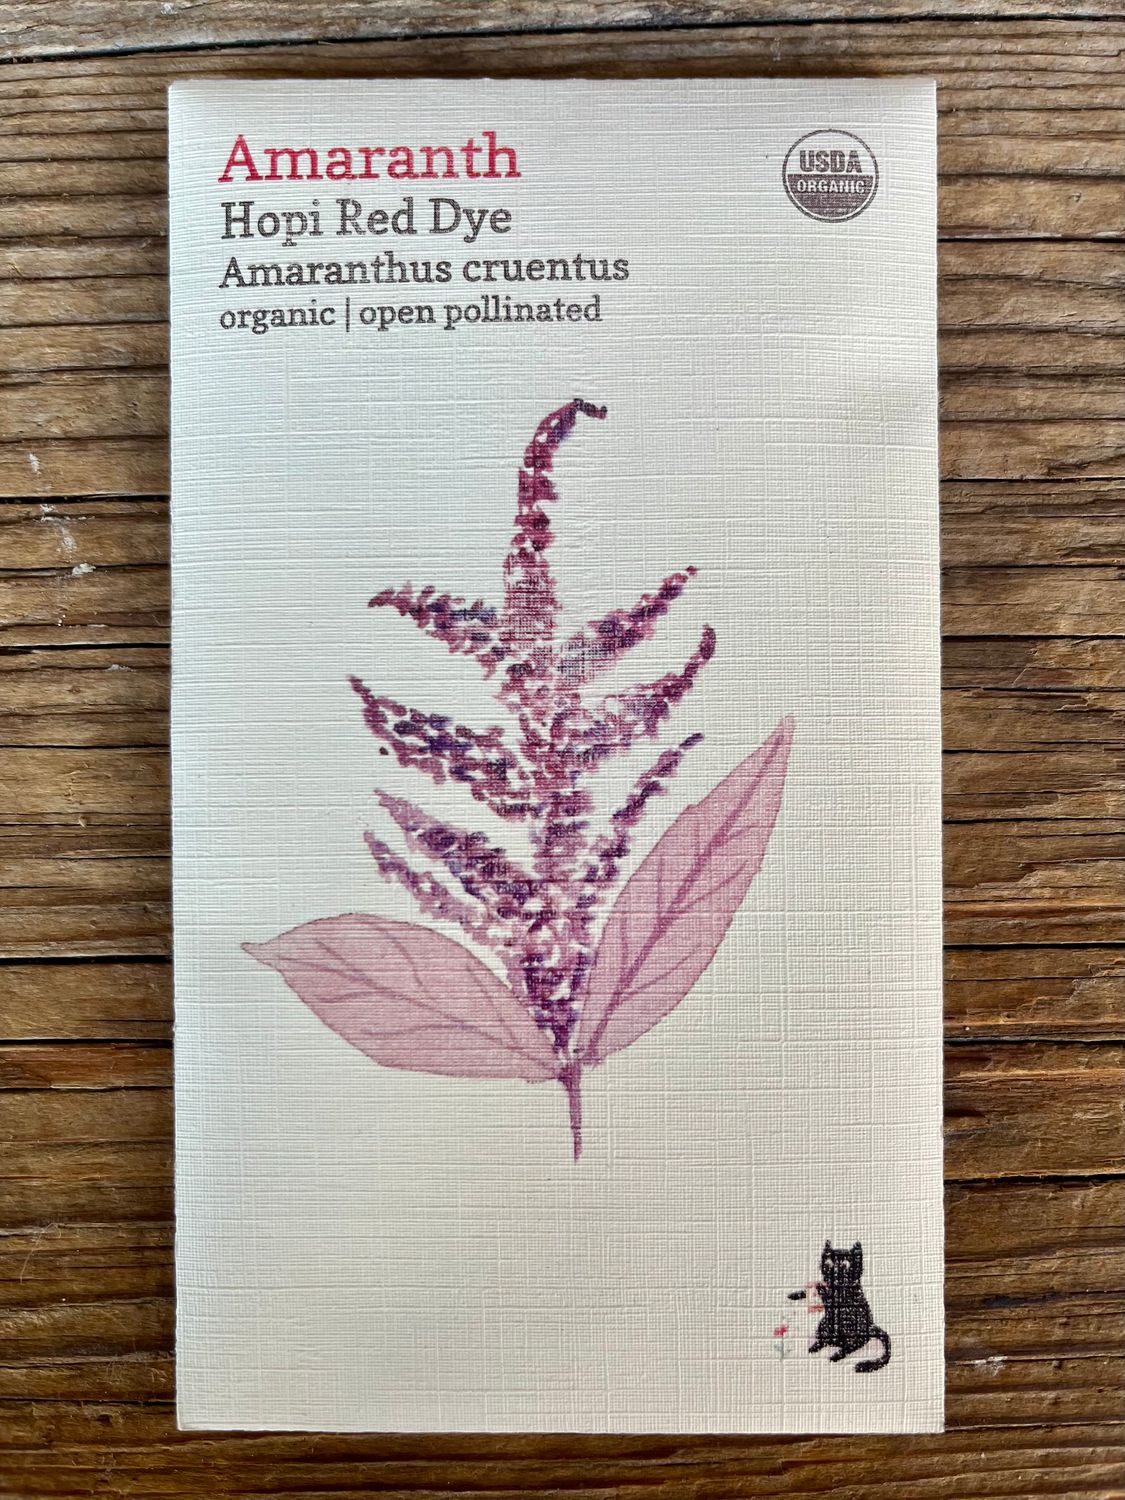 Amaranth
Hopi Red Dye
Amaranthus cruentus
organic | open pollinated
USDA
ORGANIC